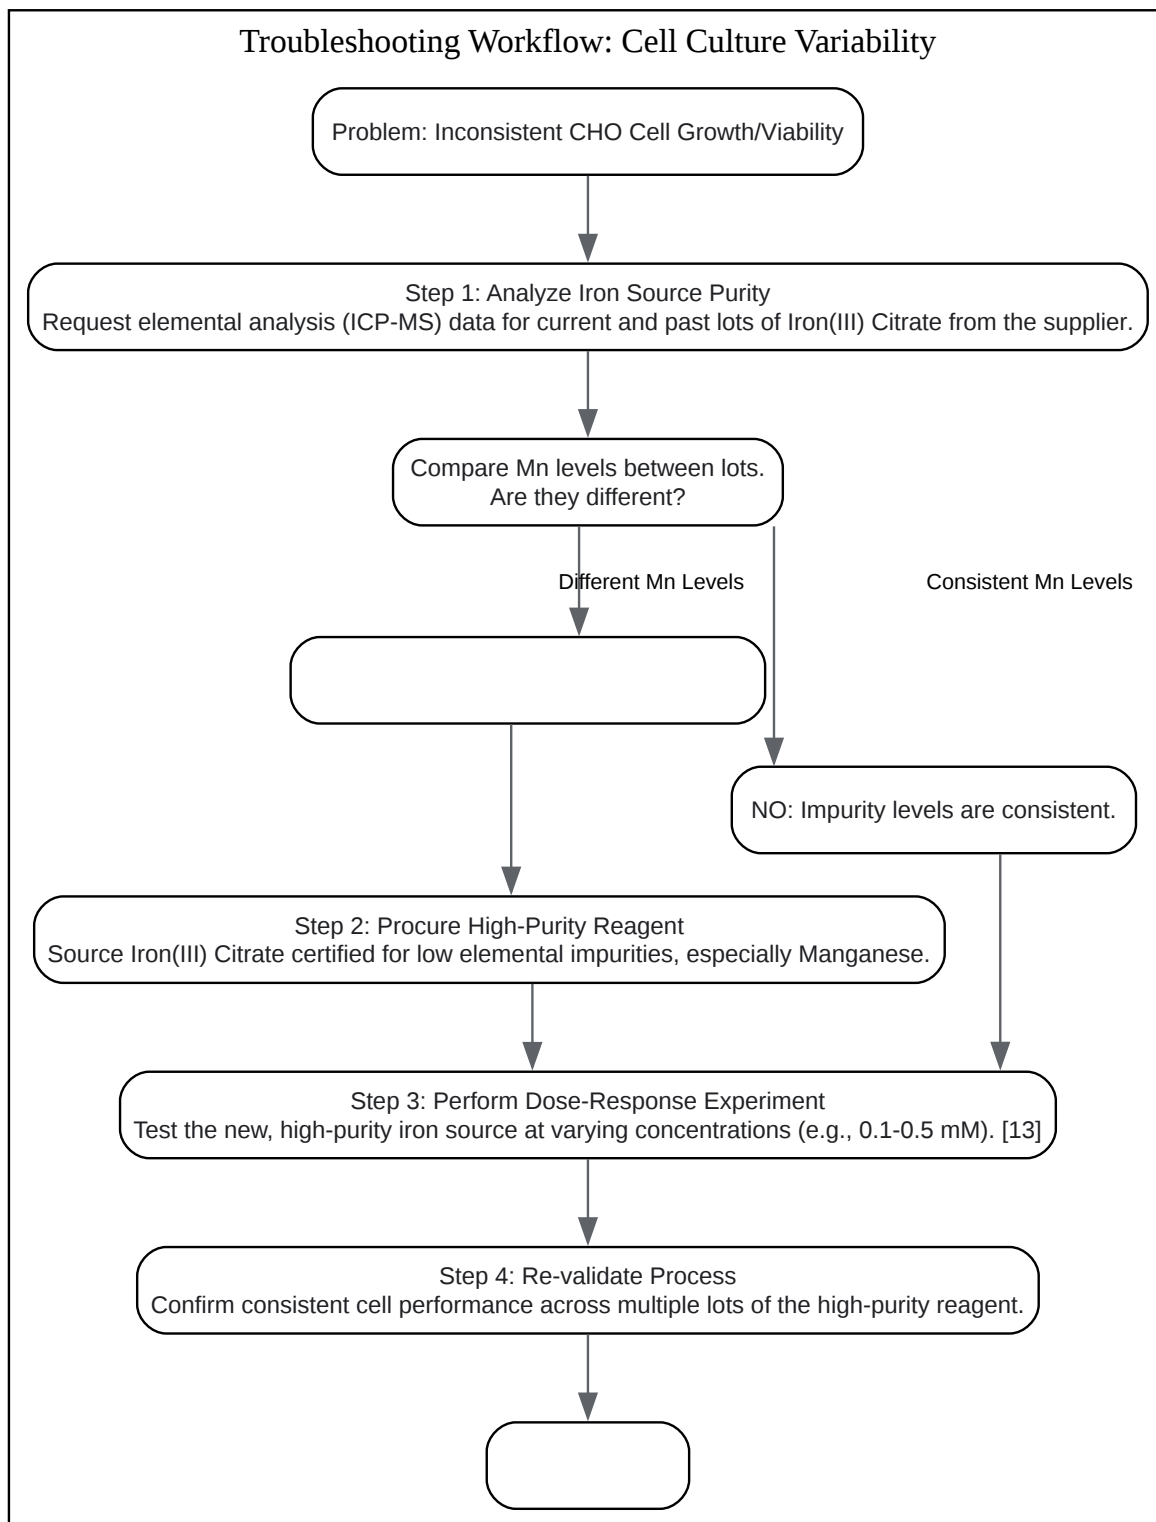 Troubleshooting Workflow: Cell Culture Variability
Problem: Inconsistent CHO Cell Growth/Viability
Step 1: Analyze Iron Source Purity
Request elemental analysis (ICP-MS) data for current and past lots of Iron(III) Citrate from the supplier.
Compare Mn levels between lots.
Are they different?
Different Mn Levels
Consistent Mn Levels
NO: Impurity levels are consistent.
Step 2: Procure High-Purity Reagent
Source Iron(III) Citrate certified for low elemental impurities, especially Manganese.
Step 3: Perform Dose-Response Experiment
Test the new, high-purity iron source at varying concentrations (e.g., 0.1-0.5 mM). [13]
Step 4: Re-validate Process
Confirm consistent cell performance across multiple lots of the high-purity reagent.